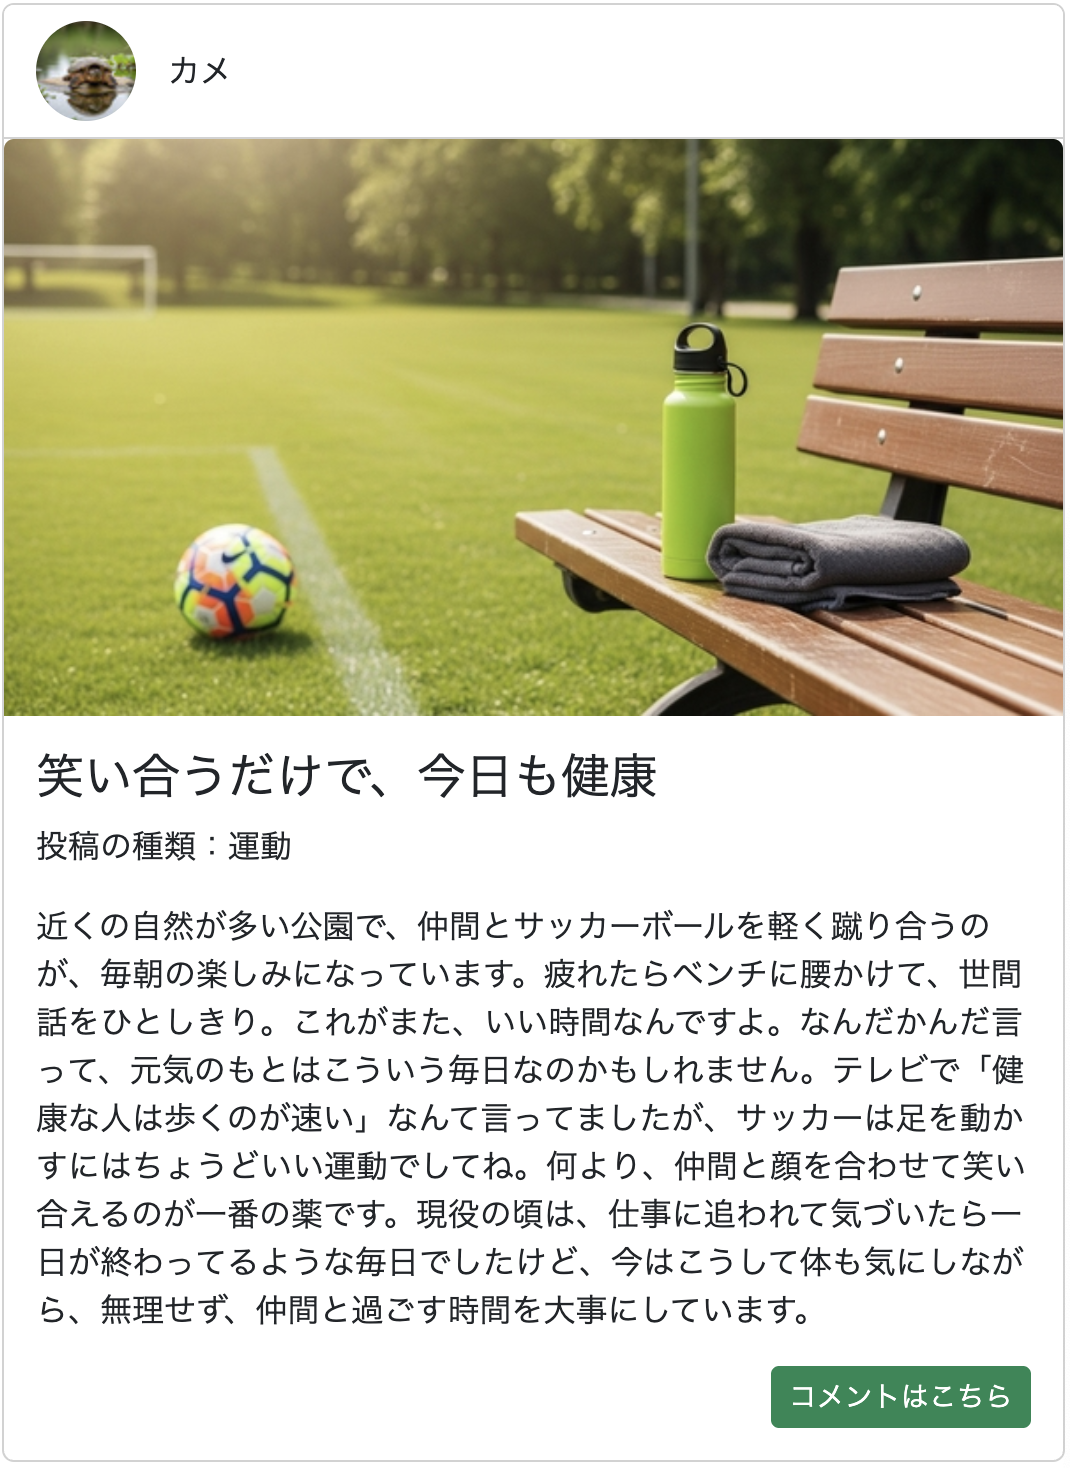 カメ
笑い合うだけで、今日も健康
投稿の種類：運動
近くの自然が多い公園で、仲間とサッカーボールを軽く蹴り合うの
が、毎朝の楽しみになっています。疲れたらベンチに腰かけて、世間
話をひとしきり。これがまた、いい時間なんですよ。なんだかんだ言
って、元気のもとはこういう毎日なのかもしれません。テレビで「健
康な人は歩くのが速い」なんて言ってましたが、サッカーは足を動か
すにはちょうどいい運動でしてね。何より、仲間と顔を合わせて笑い
合えるのが一番の薬です。現役の頃は、仕事に追われて気づいたら一
日が終わってるような毎日でしたけど、今はこうして体も気にしなが
ら、無理せず、仲間と過ごす時間を大事にしています。
コメントはこちら